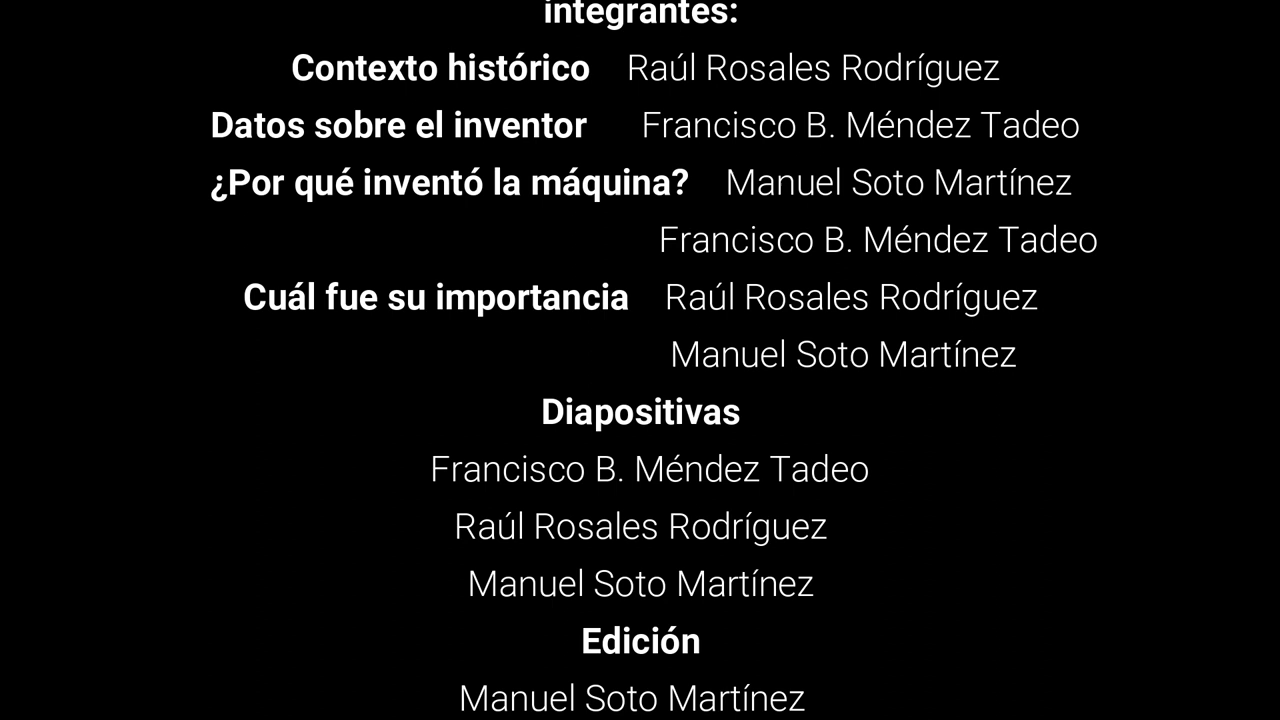 integrantes:
Contexto histórico Raúl Rosales Rodríguez
Datos sobre el inventor Francisco B. Méndez Tadeo
¿Por qué inventó la máquina? Manuel Soto Martínez
Francisco B. Méndez Tadeo
Cuál fue su importancia Raúl Rosales Rodríguez
Manuel Soto Martínez
Diapositivas
Francisco B. Méndez Tadeo
Raúl Rosales Rodríguez
Manuel Soto Martínez
Edición
Manuel Soto Martínez